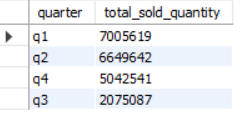 quarter total_sold_quantity
q1 7005619
q2 6649642
q4 5042541
q3 2075087